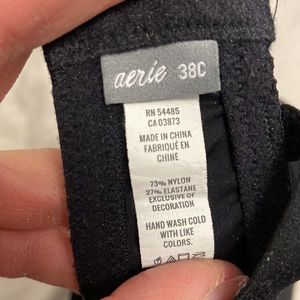 aerie 38C
RN 54485
CA 03873
MADE IN CHINA
FABRIQUÉ EN
CHINE
73% NYLON
27% ELASTANE
EXCLUSIVE OF
DECORATION
HAND WASH COLD
WITH LIKE
COLORS.